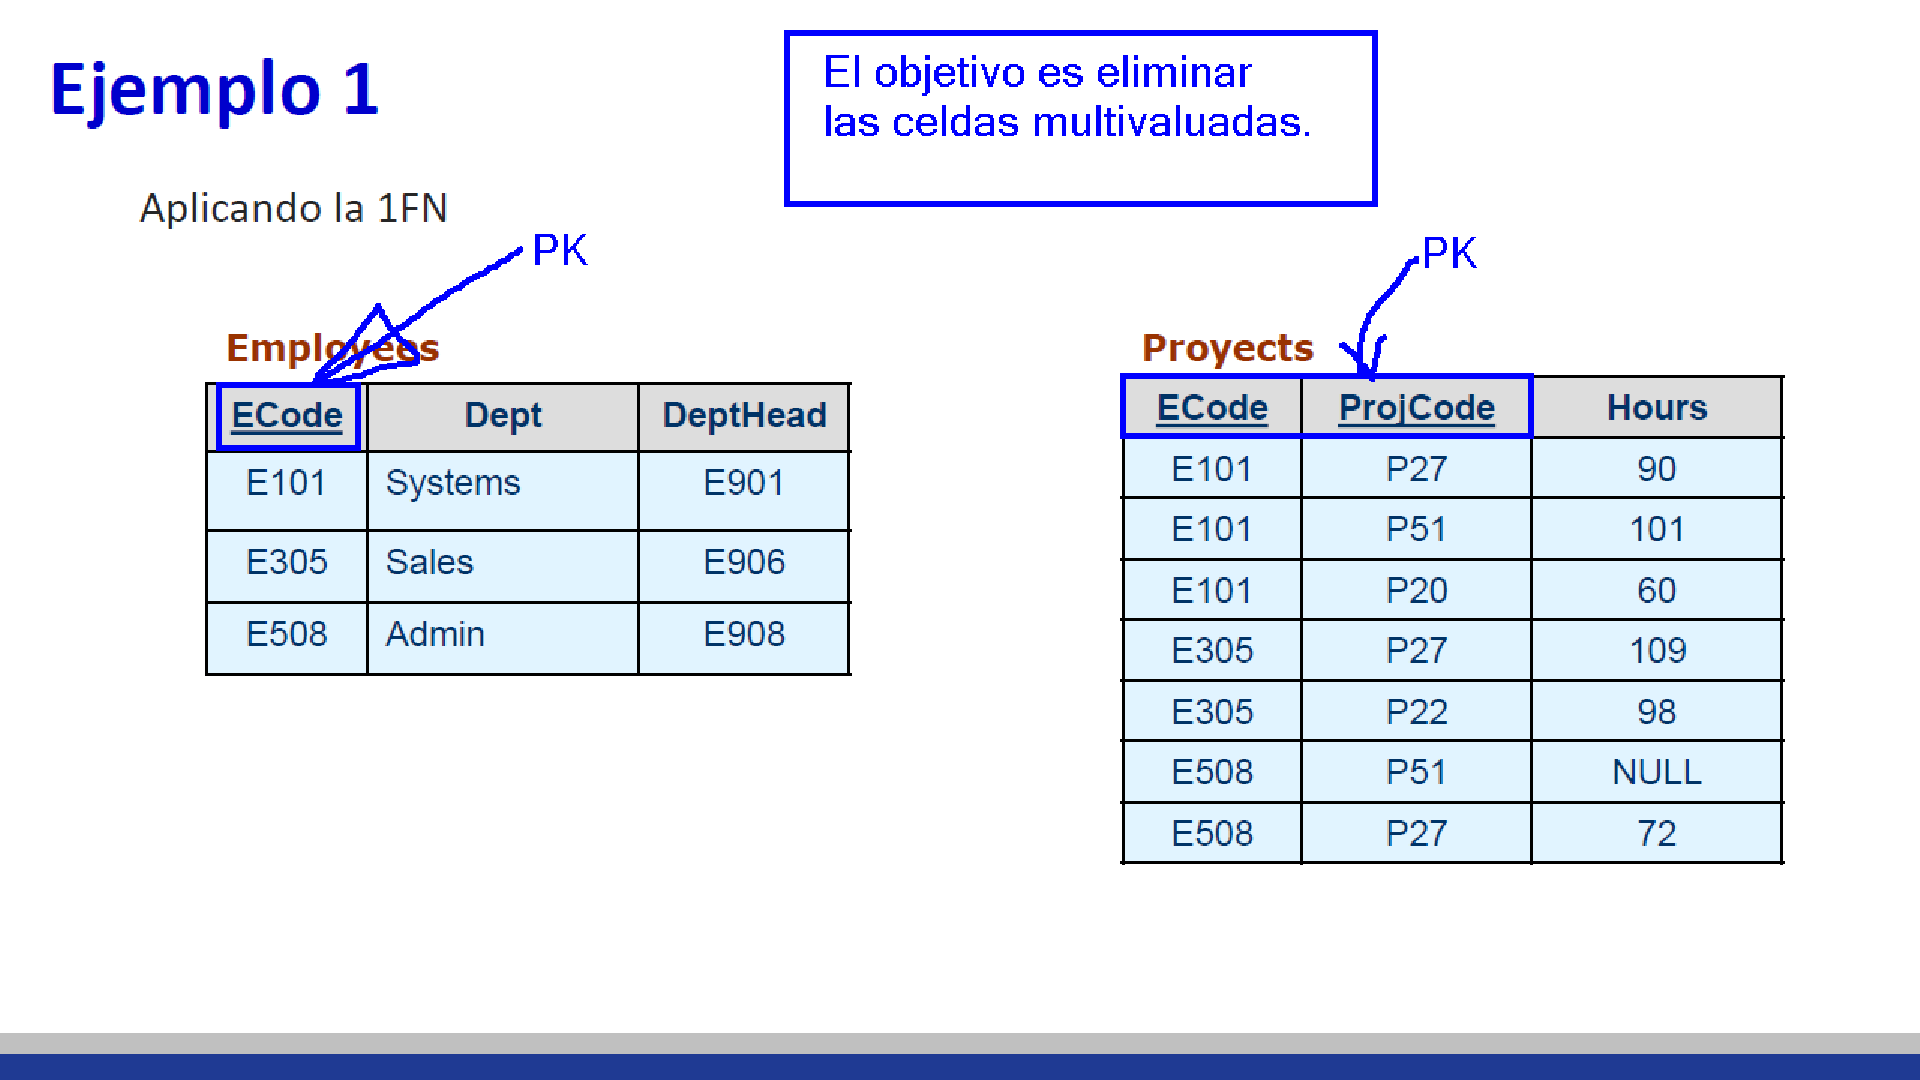 Ejemplo 1
El objetivo es eliminar
las celdas multivaluadas.
Aplicando la 1FN
PK
PK
Employees
ECode Dept DeptHead
E101 Systems E901
E305 Sales E906
E508 Admin E908
Proyects
ECode ProjCode Hours
E101 P27 90
E101 P51 101
E101 P20 60
E305 P27 109
E305 P22 98
E508 P51 NULL
E508 P27 72